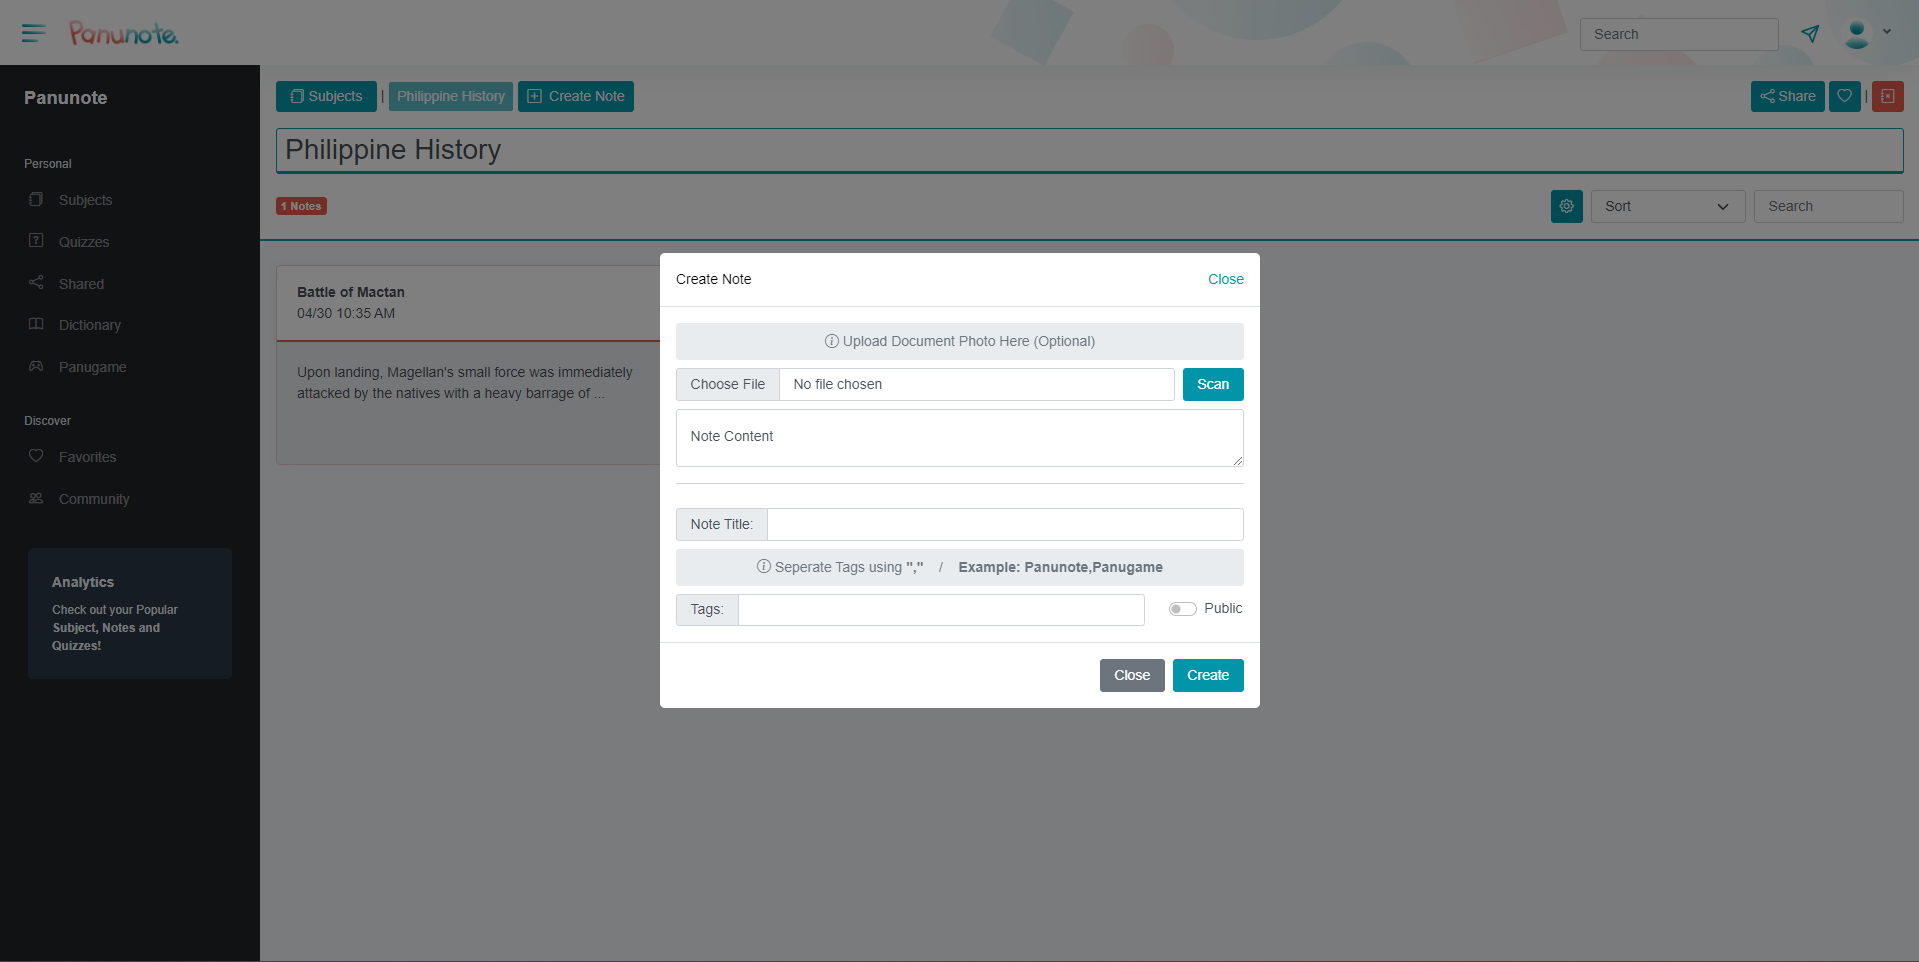 Panunote.
Search
Panunote
Personal
Subjects
Quizzes
Shared
Dictionary
Panugame
Discover
Favorites
Community
Analytics
Check out your Popular
Subject, Notes and
Quizzes!
Subjects | Philippine History Create Note
Share |
Philippine History
1 Notes
Sort
Search
Battle of Mactan
04/30 10:35 AM
Upon landing, Magellan's small force was immediately
attacked by the natives with a heavy barrage of ...
Create Note
Close
Upload Document Photo Here (Optional)
Choose File No file chosen
Scan
Note Content
Note Title:
Seperate Tags using "," / Example: Panunote,Panugame
Tags:
Public
Close
Create